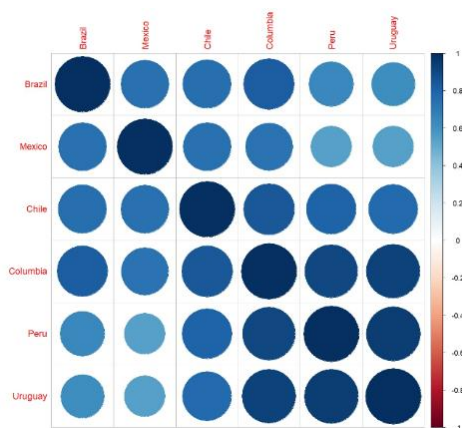 Brazil
Mexico
Chile
Columbia
Peru
Uruguay
Brazil
Mexico
Chile
Columbia
Peru
Uruguay
1
0.8
0.6
0.4
0.2
0
-0.2
-0.4
-0.6
-0.8
-1